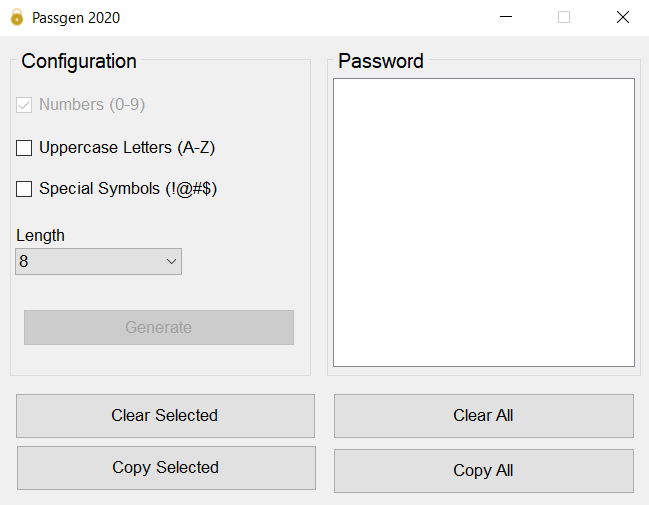 Passgen 2020
Configuration
Numbers (0-9)
Uppercase Letters (A-Z)
Special Symbols (!@#$)
Length
8
Generate
Password
Clear Selected
Clear All
Copy Selected
Copy All